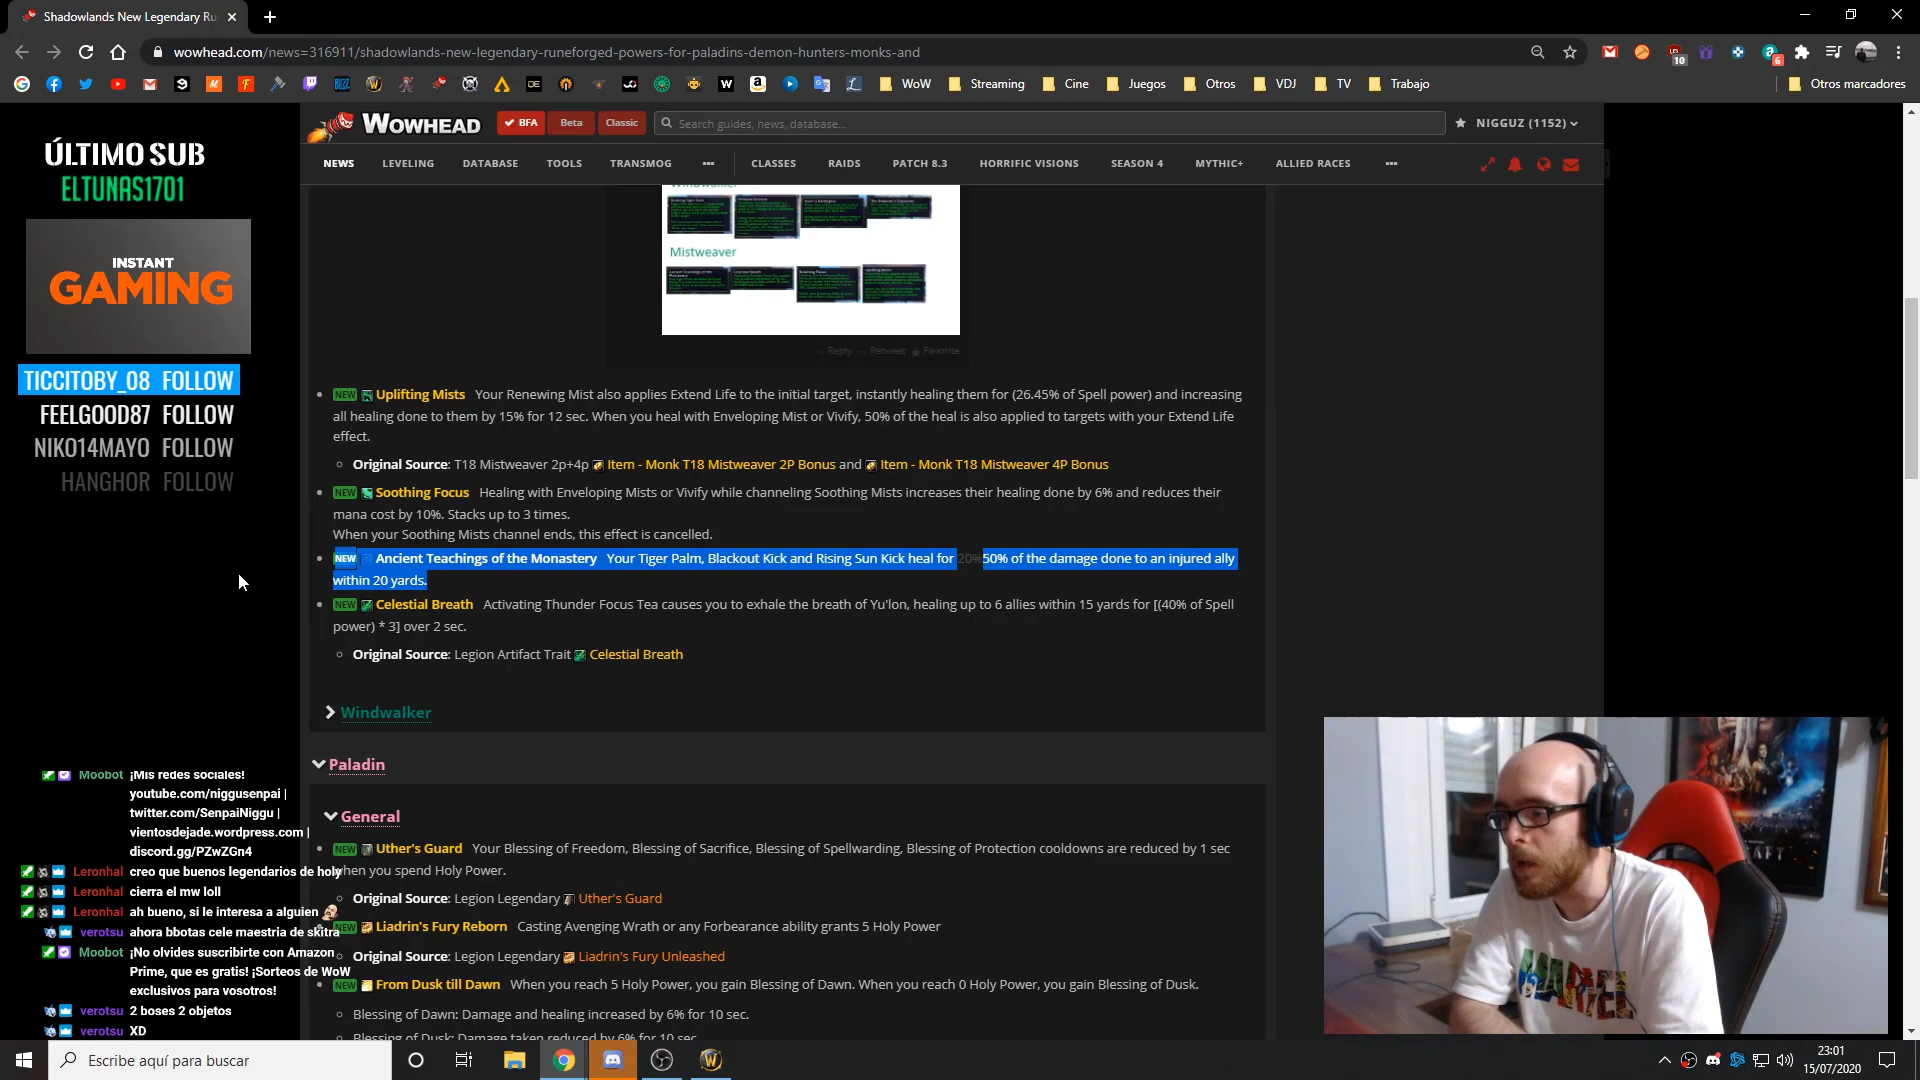 Shadowlands New Legendary Ru
wowhead.com/news=316911/shadowlands-new-legendary-runeforged-powers-for-paladins-demon-hunters-monks-and
10
6
WoW
Streaming
Cine
Juegos
Otros
VDJ
TV
Trabajo
Otros marcadores
WOWHEAD
BFA
Beta
Classic
Search guides, news, database...
NIGGUZ (1152)
NEWS
LEVELING
DATABASE
TOOLS
TRANSMOG
CLASSES
RAIDS
PATCH 8.3
HORRIFIC VISIONS
SEASON 4
MYTHIC+
ALLIED RACES
ÚLTIMO SUB
ELTUNAS1701
INSTANT
GAMING
TICCITOBY_08 FOLLOW
FEELGOOD87 FOLLOW
NIKO14MAYO FOLLOW
HANGHOR FOLLOW
Windwalker
Mistweaver
Reply Retweet Favorite
NEW Uplifting Mists Your Renewing Mist also applies Extend Life to the initial target, instantly healing them for (26.45% of Spell power) and increasing
all healing done to them by 15% for 12 sec. When you heal with Enveloping Mist or Vivify, 50% of the heal is also applied to targets with your Extend Life
effect.
Original Source: T18 Mistweaver 2p+4p Item - Monk T18 Mistweaver 2P Bonus and Item - Monk T18 Mistweaver 4P Bonus
NEW Soothing Focus Healing with Enveloping Mists or Vivify while channeling Soothing Mists increases their healing done by 6% and reduces their
mana cost by 10%. Stacks up to 3 times.
When your Soothing Mists channel ends, this effect is cancelled.
NEW Ancient Teachings of the Monastery Your Tiger Palm, Blackout Kick and Rising Sun Kick heal for 20%50% of the damage done to an injured ally
within 20 yards.
NEW Celestial Breath Activating Thunder Focus Tea causes you to exhale the breath of Yu'lon, healing up to 6 allies within 15 yards for [(40% of Spell
power) * 3] over 2 sec.
Original Source: Legion Artifact Trait Celestial Breath
Windwalker
Paladin
General
NEW Uther's Guard Your Blessing of Freedom, Blessing of Sacrifice, Blessing of Spellwarding, Blessing of Protection cooldowns are reduced by 1 sec
when you spend Holy Power.
Original Source: Legion Legendary Uther's Guard
NEW Liadrin's Fury Reborn Casting Avenging Wrath or any Forbearance ability grants 5 Holy Power
Original Source: Legion Legendary Liadrin's Fury Unleashed
NEW From Dusk till Dawn When you reach 5 Holy Power, you gain Blessing of Dawn. When you reach 0 Holy Power, you gain Blessing of Dusk.
Blessing of Dawn: Damage and healing increased by 6% for 10 sec.
Blessing of Dusk: Damage taken reduced by 6% for 10 sec
Moobot ¡Mis redes sociales!
youtube.com/niggusenpai |
twitter.com/SenpaiNiggu |
vientosdejade.wordpress.com |
discord.gg/PZwZGn4
Leronhal creo que buenos legendarios de holy
Leronhal cierra el mw loll
Leronhal ah bueno, si le interesa a alguien
verotsu ahora bbotas cele maestria de skitra
Moobot ¡No olvides suscribirte con Amazon
Prime, que es gratis! ¡Sorteos de WoW
exclusivos para vosotros!
verotsu 2 boses 2 objetos
verotsu XD
MARVEL
Escribe aquí para buscar
23:01
15/07/2020